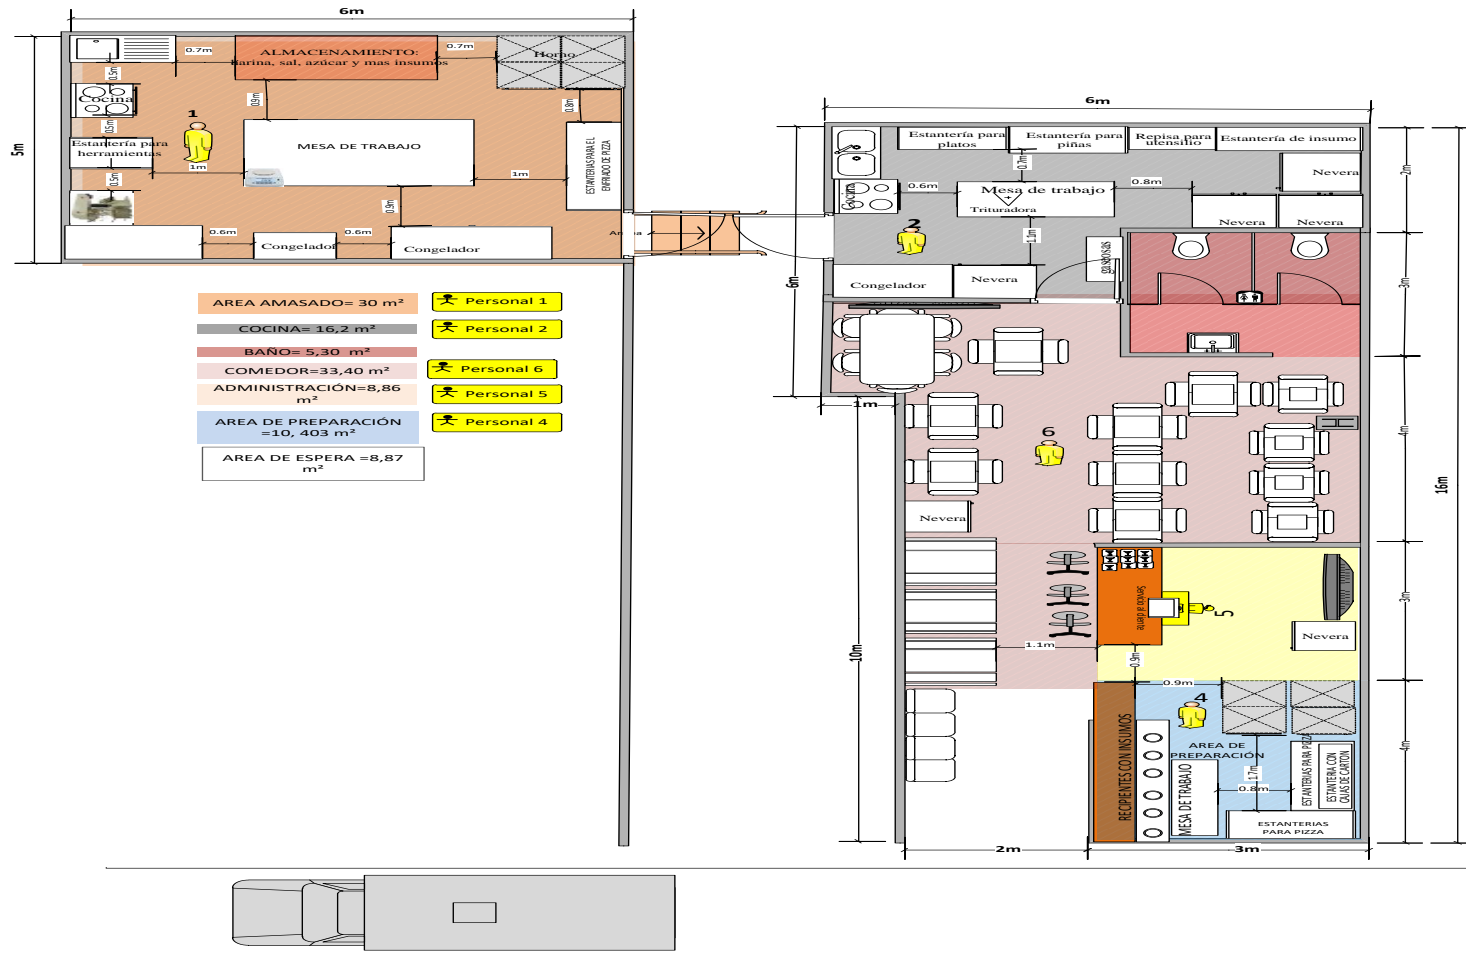 6m
5m
0.7m
ALMACENAMIENTO:
Harina, sal, azúcar y mas insumos
0.7m
Horno
0.5m
Cocina
0.9m
0.8m
1
0.5m
Estantería para
herramientas
MESA DE TRABAJO
ESTANTERIAS PARA EL
ENFRIADO DE PIZZA
1m
1m
0.5m
0.9m
0.6m
Congelador
0.6m
Congelador
6m
6m
Estantería para
platos
Estantería para
piñas
Repisa para
utensilio
Estantería de insumo
0.7m
Nevera
Cocina
0.6m
Mesa de trabajo
Trituradora
0.8m
Nevera
Nevera
2
1.1m
gaseosas
Congelador
Nevera
2m
3m
4m
3m
4m
16m
AREA AMASADO= 30 m²
Personal 1
COCINA= 16,2 m²
Personal 2
BAÑO= 5,30 m²
COMEDOR=33,40 m²
Personal 6
ADMINISTRACIÓN=8,86
m²
Personal 5
AREA DE PREPARACIÓN
=10, 403 m²
Personal 4
AREA DE ESPERA =8,87
m²
1m
6
Nevera
10m
Servicio al cliente
5
Nevera
1.1m
0.9m
0.9m
4
RECIPIENTES CON INSUMOS
AREA DE
PREPARACIÓN
MESA DE TRABAJO
1.7m
0.8m
ESTANTERIAS PARA PIZZA
ESTANTERIA CON
CAJAS DE CARTON
ESTANTERIAS
PARA PIZZA
2m
3m